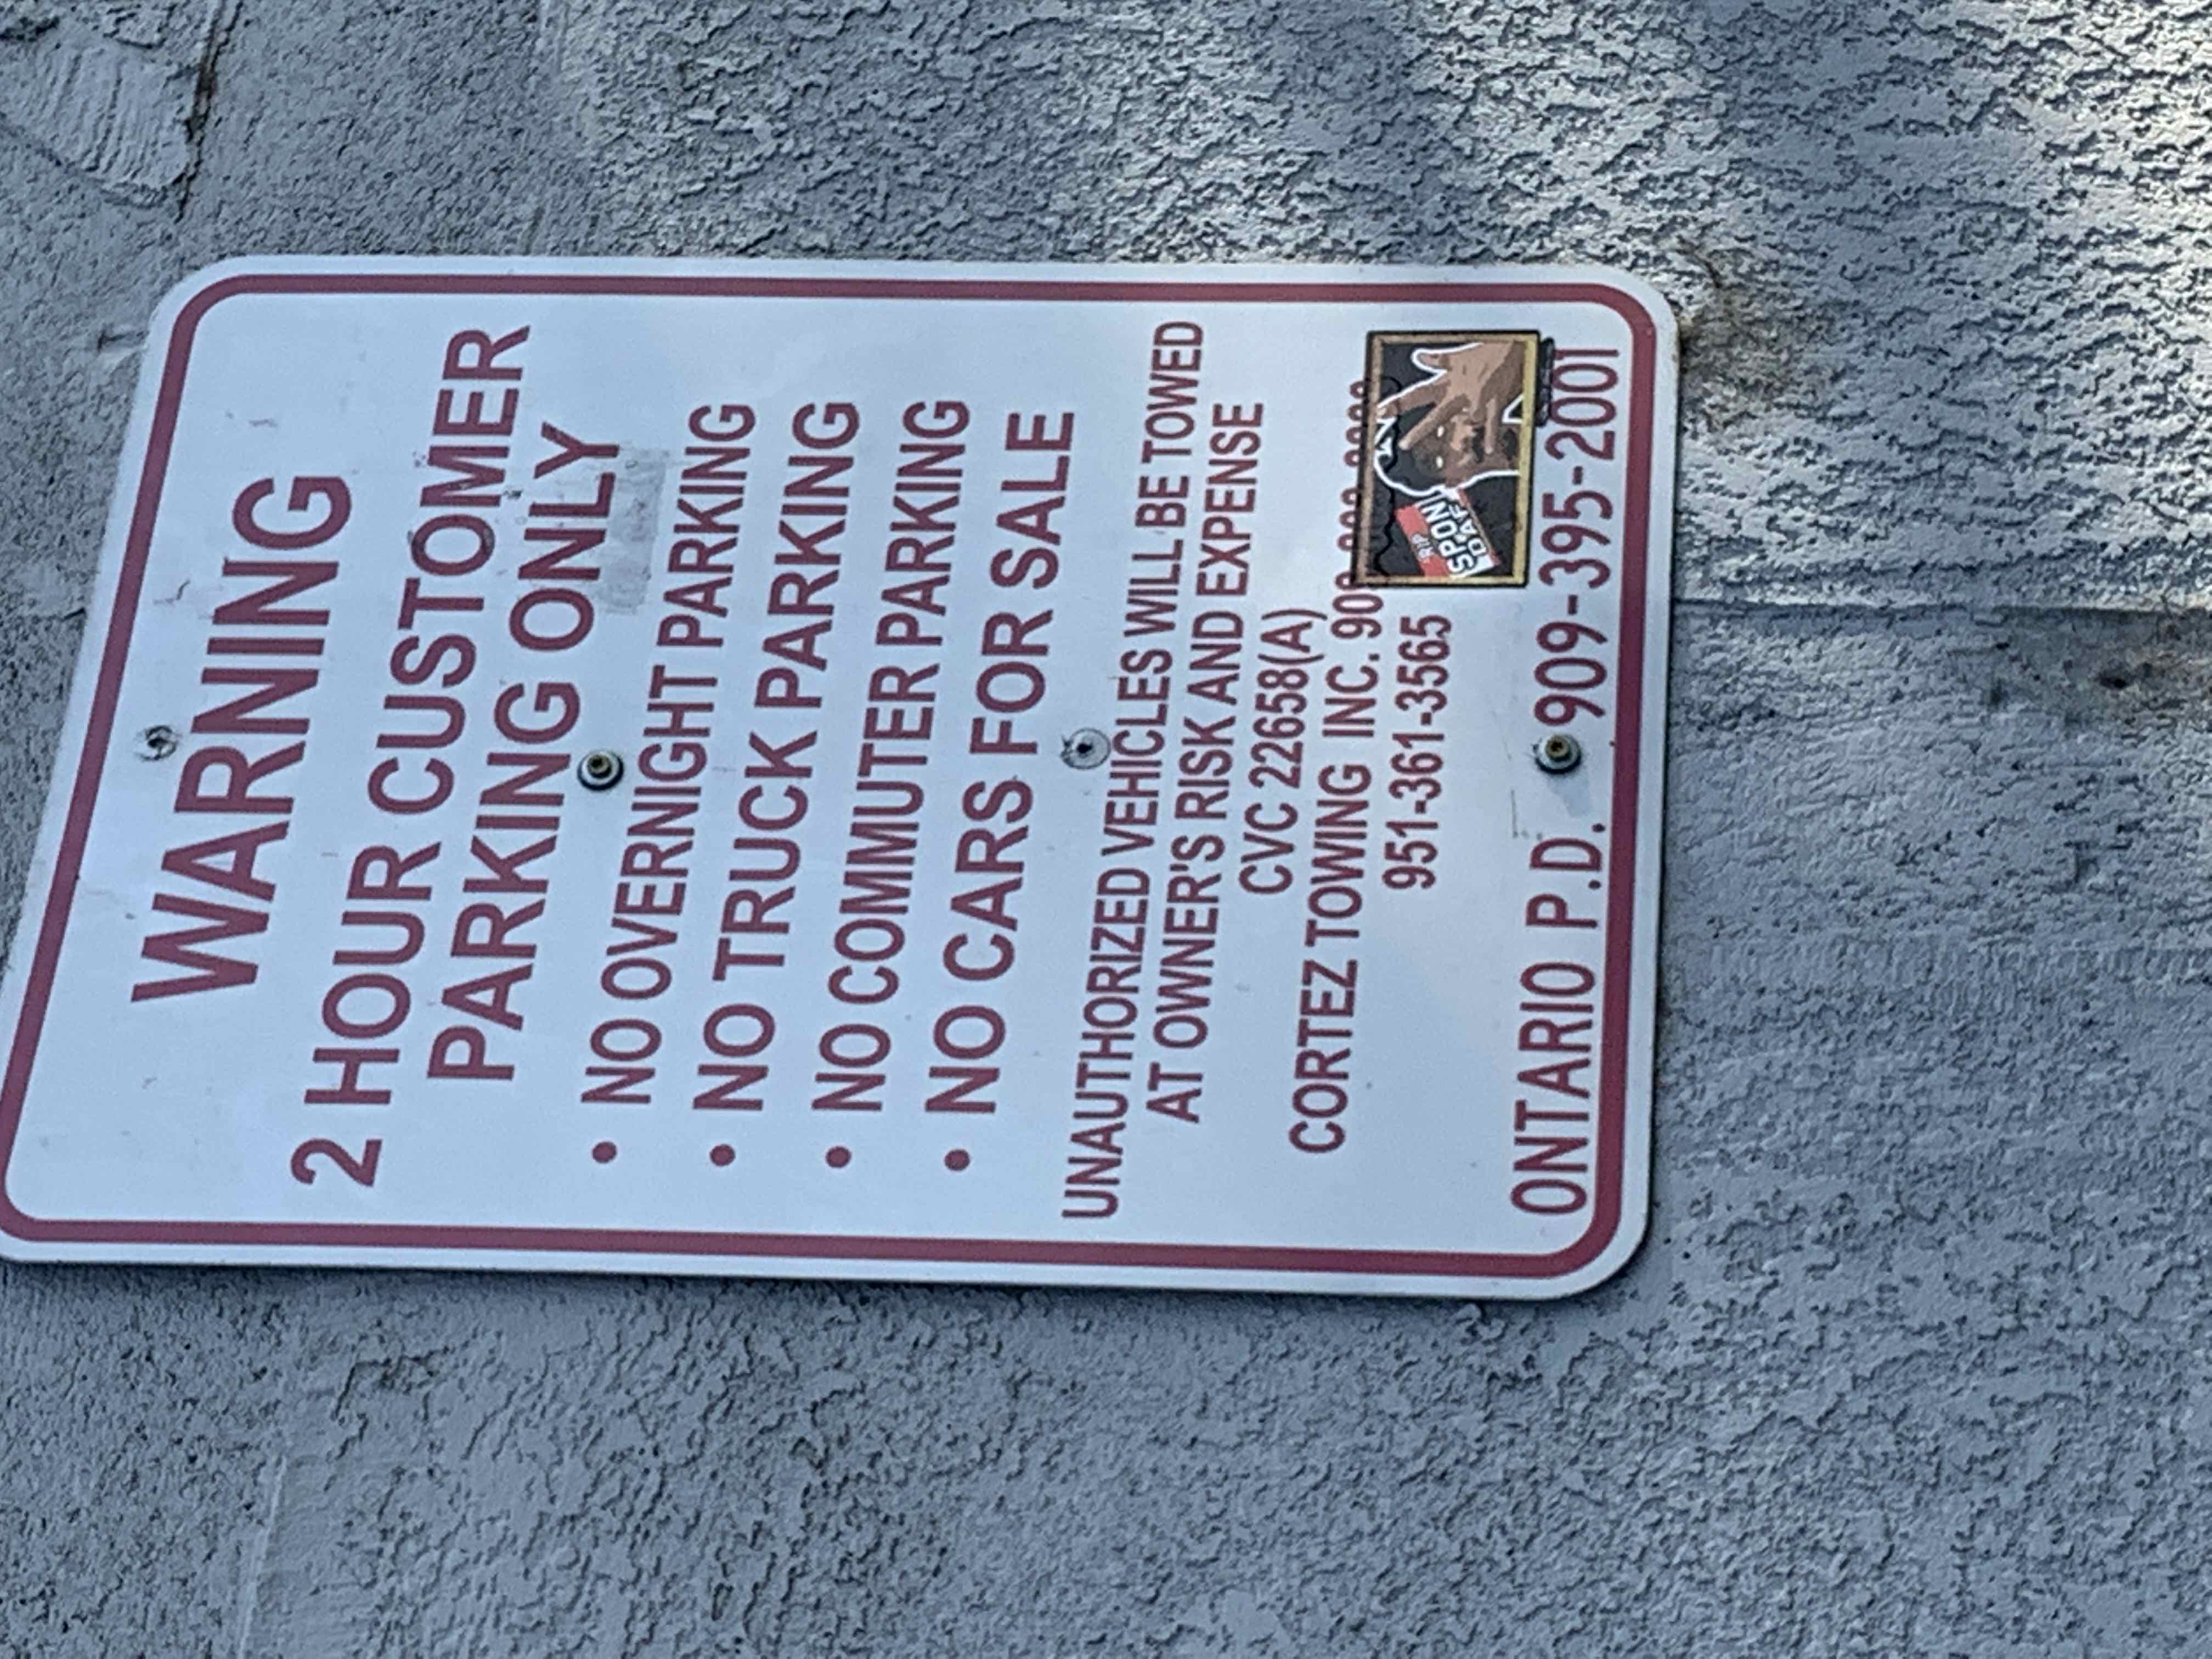 WARNING
2 HOUR CUSTOMER
PARKING ONLY
• NO OVERNIGHT PARKING
• NO TRUCK PARKING
• NO COMMUTER PARKING
• NO CARS FOR SALE
UNAUTHORIZED VEHICLES WILL BE TOWED
AT OWNER'S RISK AND EXPENSE
CVC 22658(A)
CORTEZ TOWING INC.
951-361-3565
RIP
SPON
ONTARIO P.D. 909-395-2001